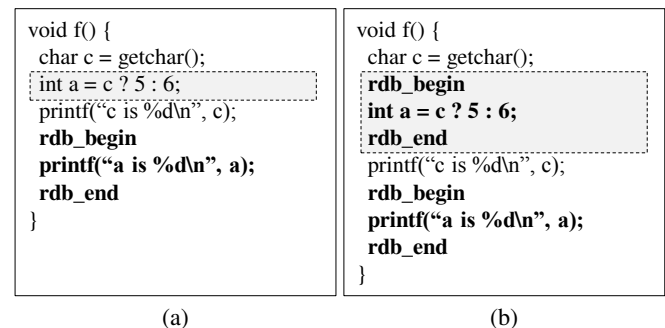 void f() {
char c = getchar();
int a = c ? 5 : 6;
printf(“c is %d\n”, c);
rdb_begin
printf(“a is %d\n”, a);
rdb_end
}
(a)
void f() {
char c = getchar();
rdb_begin
int a = c ? 5 : 6;
rdb_end
printf(“c is %d\n”, c);
rdb_begin
printf(“a is %d\n”, a);
rdb_end
}
(b)